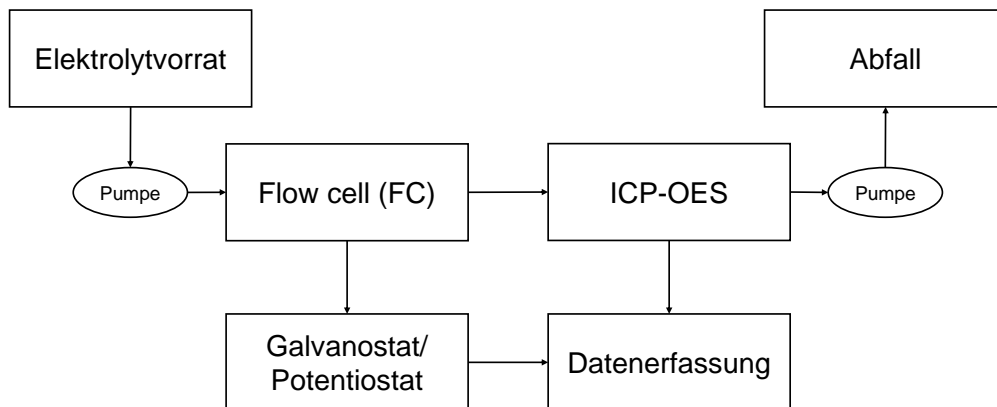 Elektrolytvorrat
Abfall
Pumpe
Flow cell (FC)
ICP-OES
Pumpe
Galvanostat/
Potentiostat
Datenerfassung